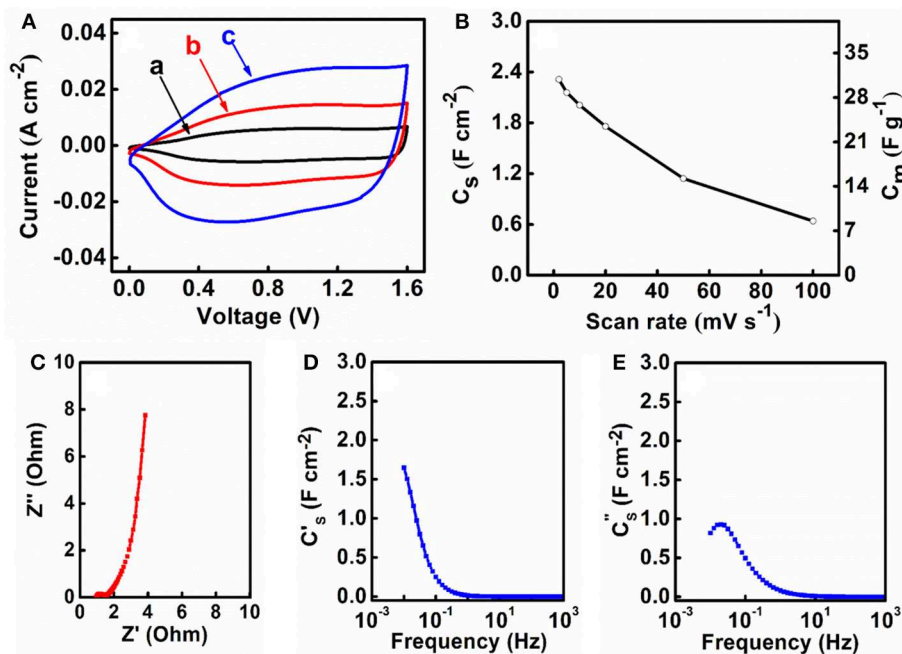 A
0.04
0.02
0.00
-0.02
-0.04
Current (A cm⁻²)
a
b
c
0.0 0.4 0.8 1.2 1.6
Voltage (V)
B
3.0
2.4
1.8
1.2
0.6
0.0
Cₛ (F cm⁻²)
35
28
21
14
7
0
Cₘ (F g⁻¹)
0 20 40 60 80 100
Scan rate (mV s⁻¹)
C
10
8
6
4
2
0
Z'' (Ohm)
0 2 4 6 8 10
Z' (Ohm)
D
3.0
2.5
2.0
1.5
1.0
0.5
0.0
C'ₛ (F cm⁻²)
10⁻³ 10⁻¹ 10¹ 10³
Frequency (Hz)
E
3.0
2.5
2.0
1.5
1.0
0.5
0.0
C''ₛ (F cm⁻²)
10⁻³ 10⁻¹ 10¹ 10³
Frequency (Hz)